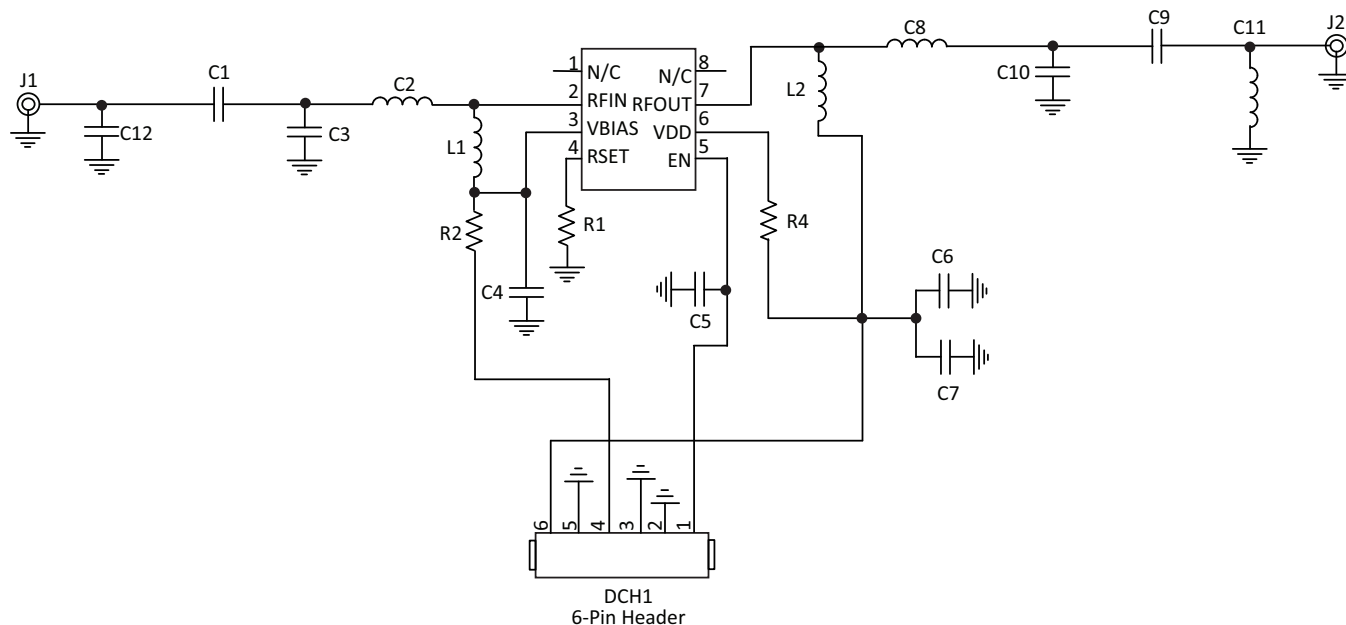 J1
C12
C1
C3
C2
L1
R2
C4
R1
1
N/C
2
RFIN
3
VBIAS
4
RSET
8
N/C
7
RFOUT
6
VDD
5
EN
C5
R4
L2
C8
C10
C9
C11
J2
C6
C7
6
5
4
3
2
1
DCH1
6-Pin Header